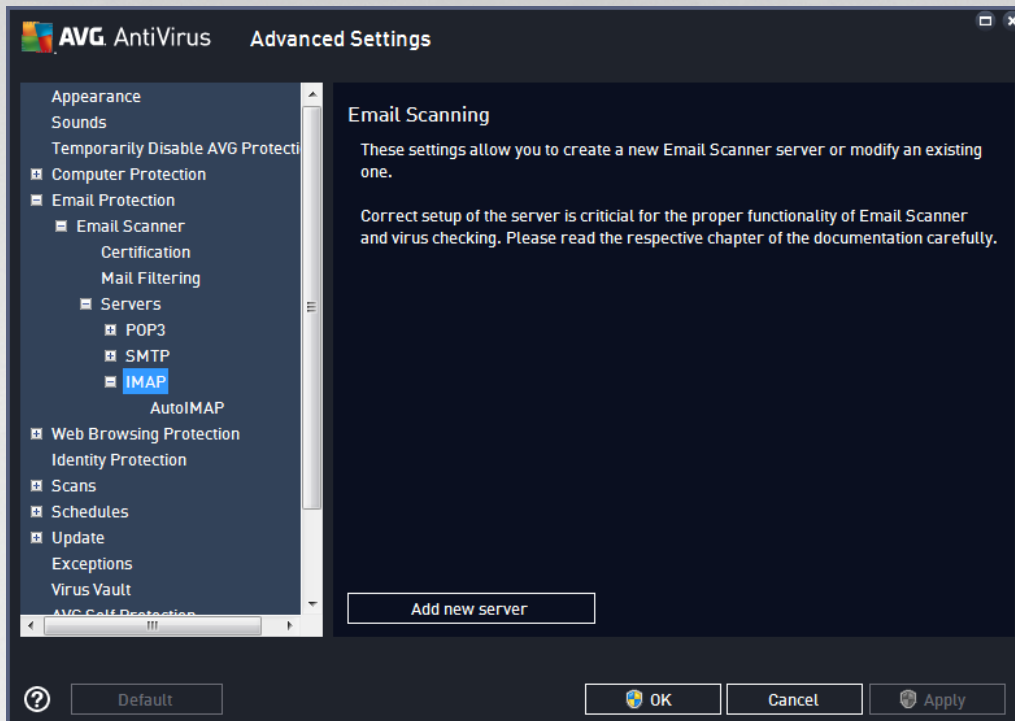 AVG AntiVirus Advanced Settings
Appearance
Sounds
Temporarily Disable AVG Protecti
Computer Protection
Email Protection
Email Scanner
Certification
Mail Filtering
Servers
POP3
SMTP
IMAP
AutoIMAP
Web Browsing Protection
Identity Protection
Scans
Schedules
Update
Exceptions
Virus Vault
AVG Self Protection
Email Scanning
These settings allow you to create a new Email Scanner server or modify an existing
one.
Correct setup of the server is criticial for the proper functionality of Email Scanner
and virus checking. Please read the respective chapter of the documentation carefully.
Add new server
? Default OK Cancel Apply